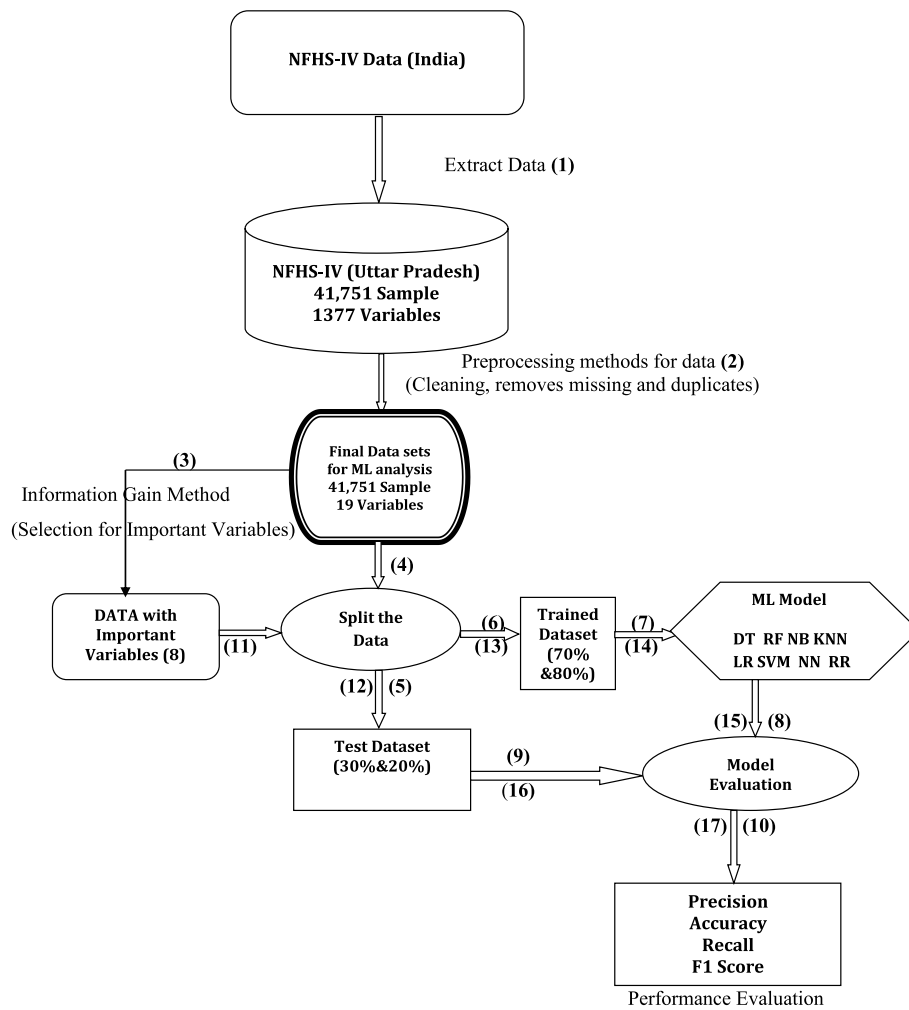 NFHS-IV Data (India)
Extract Data (1)
NFHS-IV (Uttar Pradesh)
41,751 Sample
1377 Variables
Preprocessing methods for data (2)
(Cleaning, removes missing and duplicates)
Final Data sets
for ML analysis
41,751 Sample
19 Variables
(3)
Information Gain Method
(Selection for Important Variables)
(4)
DATA with
Important
Variables (8)
(11)
Split the
Data
(6)
(13)
Trained
Dataset
(70%
&80%)
(7)
(14)
ML Model
DT RF NB KNN
LR SVM NN RR
(12) (5)
(15) (8)
Test Dataset
(30%&20%)
(9)
(16)
Model
Evaluation
(17) (10)
Precision
Accuracy
Recall
F1 Score
Performance Evaluation